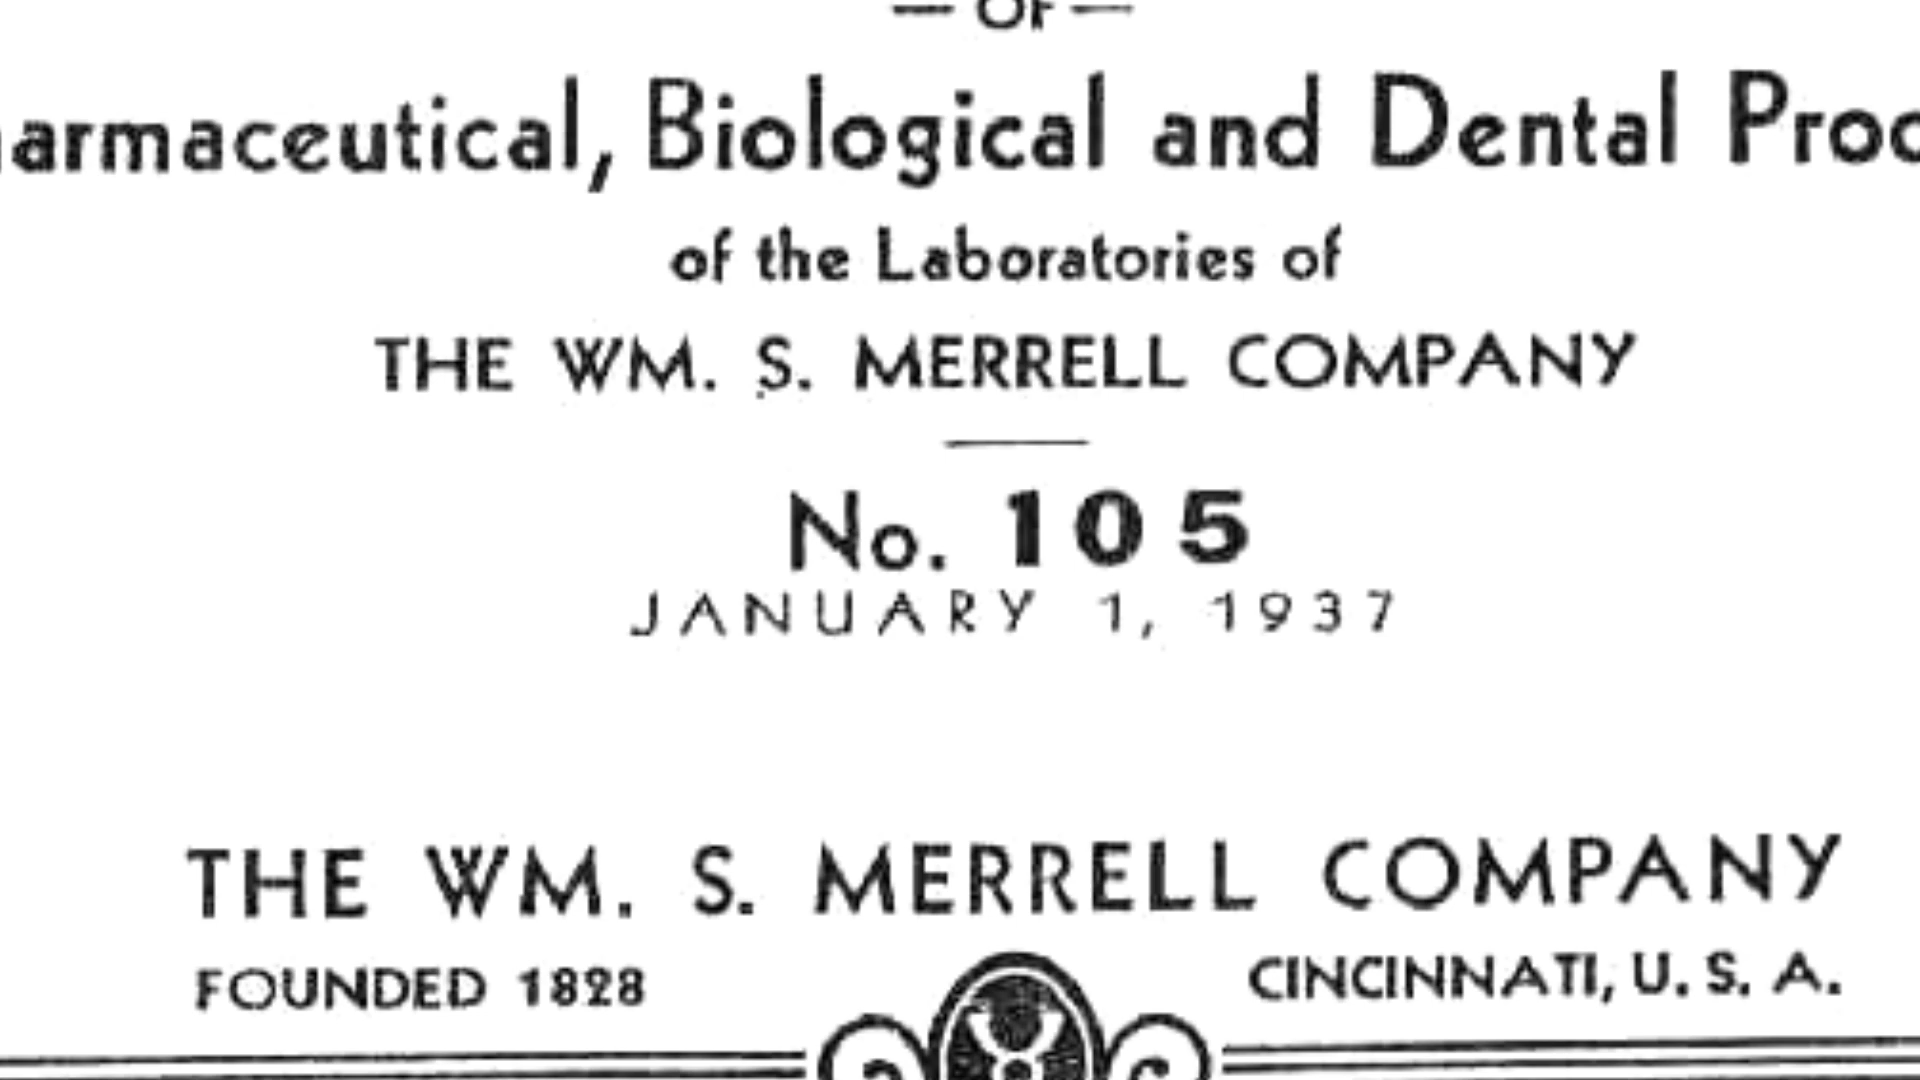 — OF —
armaceutical, Biological and Dental Proc
of the Laboratories of
THE WM. S. MERRELL COMPANY
No. 105
JANUARY 1, 1937
THE WM. S. MERRELL COMPANY
FOUNDED 1828
CINCINNATI, U. S. A.